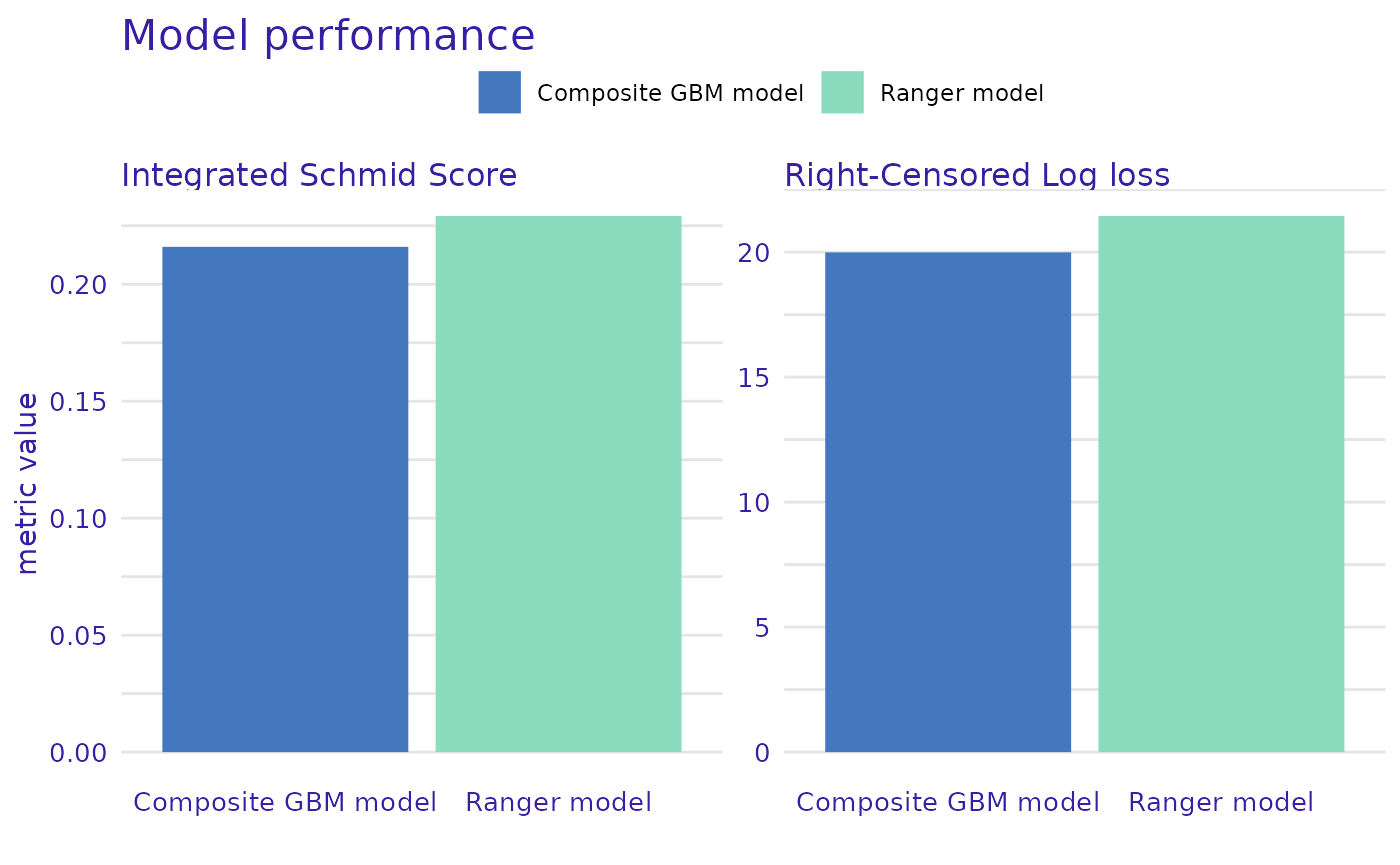 Model performance
Composite GBM model
Ranger model
Integrated Schmid Score
Right-Censored Log loss
metric value
0.20
0.15
0.10
0.05
0.00
Composite GBM model
Ranger model
20
15
10
5
0
Composite GBM model
Ranger model